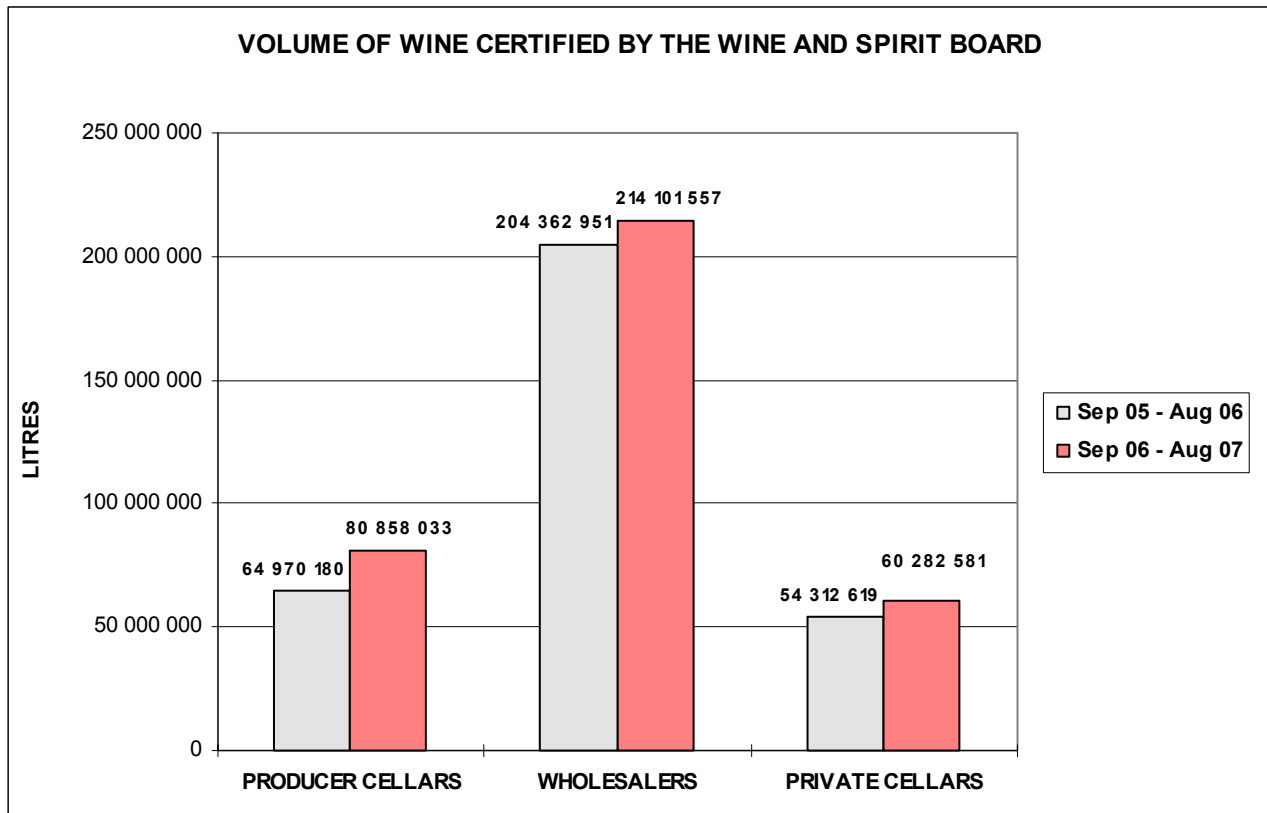 VOLUME OF WINE CERTIFIED BY THE WINE AND SPIRIT BOARD
250 000 000
200 000 000
150 000 000
100 000 000
50 000 000
0
LITRES
64 970 180
80 858 033
204 362 951
214 101 557
54 312 619
60 282 581
PRODUCER CELLARS
WHOLESALERS
PRIVATE CELLARS
Sep 05 - Aug 06
Sep 06 - Aug 07